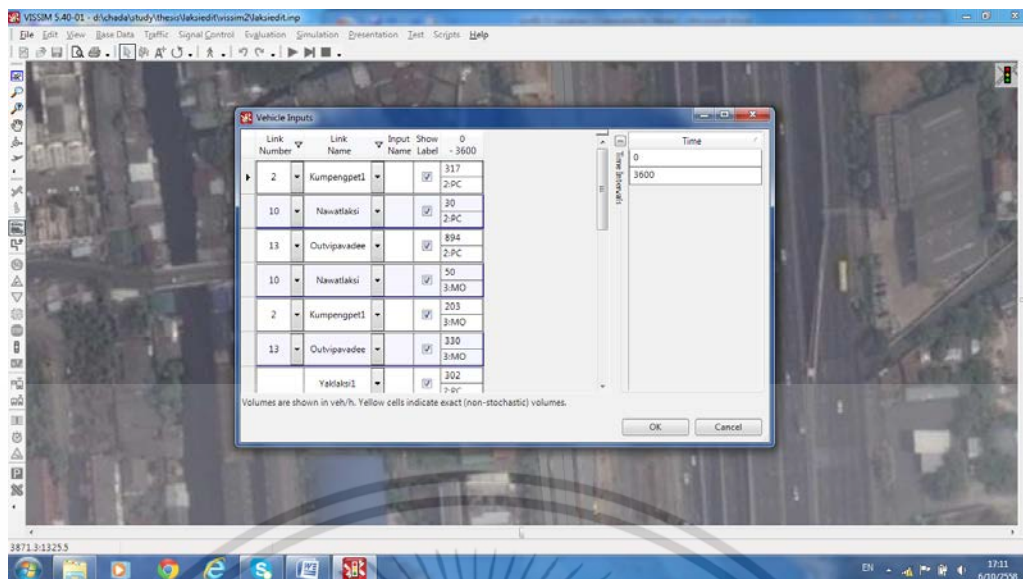 VISSIM 5.40-01 - d:\chada\study\thesis\laksiedit\vissim2\laksiedit.inp
File Edit View Base Data Traffic Signal Control Evaluation Simulation Presentation Test Scripts Help
Vehicle Inputs
Link Number Link Name Input Name Show Label 0 - 3600
2 Kumpengpet1 317
2:PC
10 Nawatlaksi 30
2:PC
13 Outvipavadee 894
2:PC
10 Nawatlaksi 50
3:MO
2 Kumpengpet1 203
3:MO
13 Outvipavadee 330
3:MO
Yaklaksi1 302
2:PC
Time Intervals
Time
0
3600
Volumes are shown in veh/h. Yellow cells indicate exact (non-stochastic) volumes.
OK Cancel
3871.3:1325.5
EN
17:11
6/10/2558